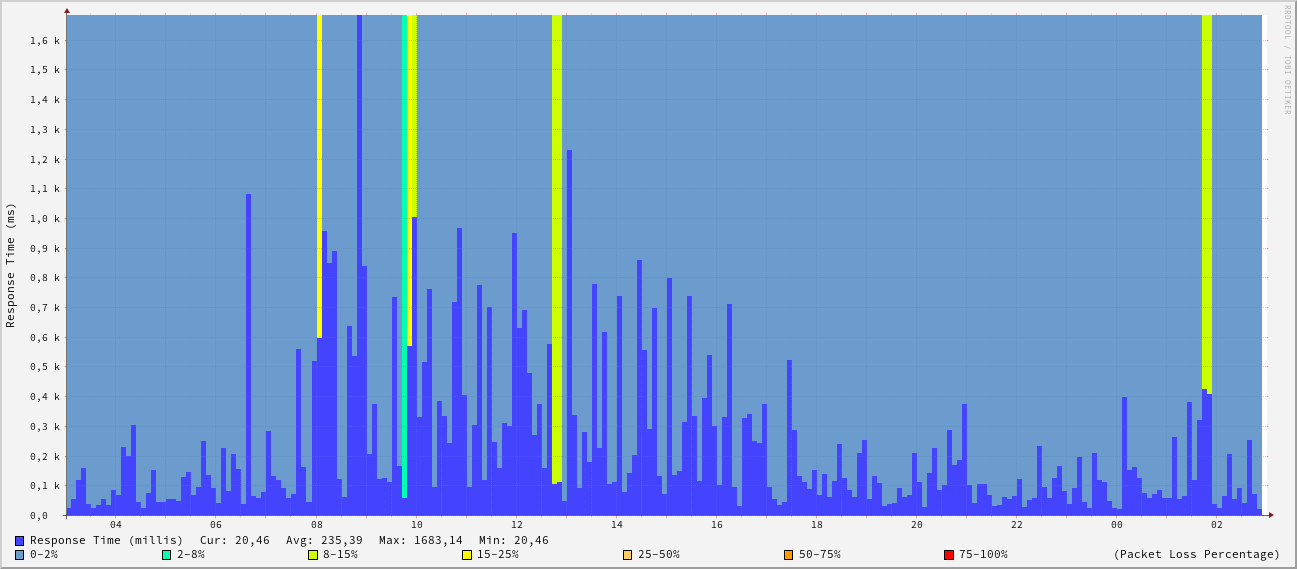 RRDTOOL / TOBI OETIKER
Response Time (ms)
1,6 k
1,5 k
1,4 k
1,3 k
1,2 k
1,1 k
1,0 k
0,9 k
0,8 k
0,7 k
0,6 k
0,5 k
0,4 k
0,3 k
0,2 k
0,1 k
0,0
04 06 08 10 12 14 16 18 20 22 00 02
Response Time (millis) Cur: 20,46 Avg: 235,39 Max: 1683,14 Min: 20,46
0-2% 2-8% 8-15% 15-25% 25-50% 50-75% 75-100% (Packet Loss Percentage)